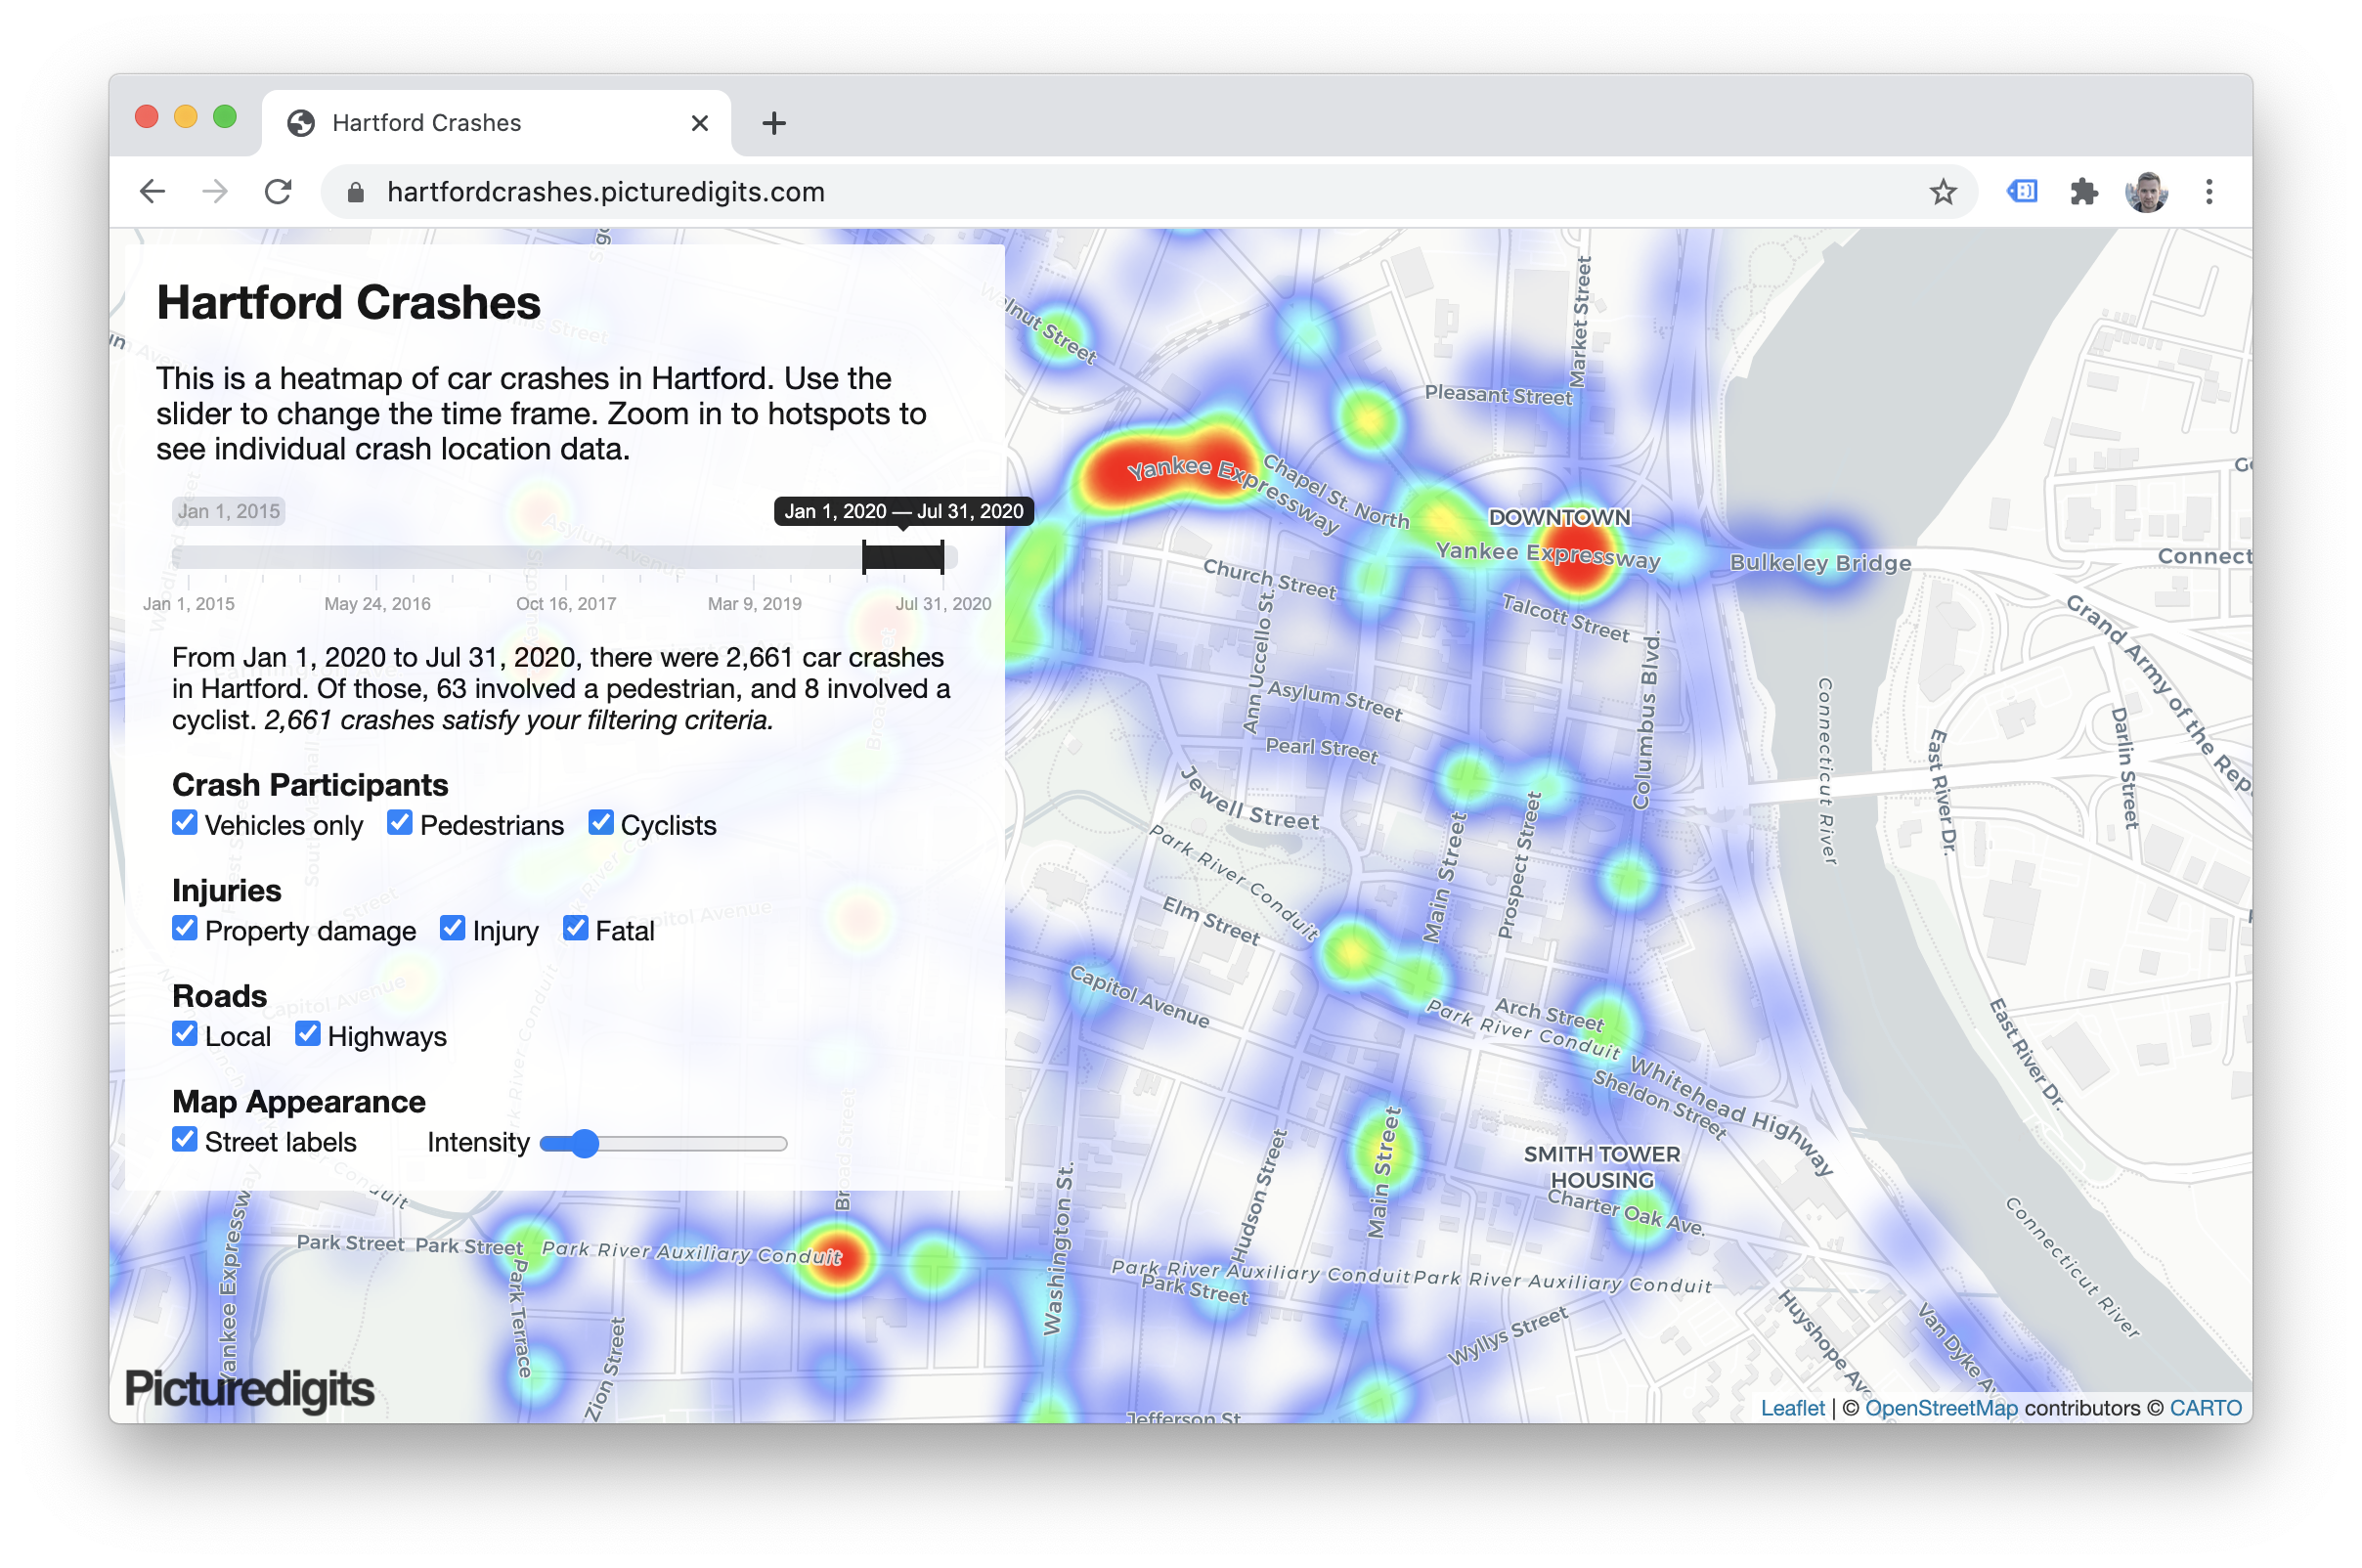 Hartford Crashes
hartfordcrashes.picturedigits.com
Hartford Crashes
This is a heatmap of car crashes in Hartford. Use the
slider to change the time frame. Zoom in to hotspots to
see individual crash location data.
Jan 1, 2015
Jan 1, 2020 — Jul 31, 2020
Jan 1, 2015
May 24, 2016
Oct 16, 2017
Mar 9, 2019
Jul 31, 2020
From Jan 1, 2020 to Jul 31, 2020, there were 2,661 car crashes
in Hartford. Of those, 63 involved a pedestrian, and 8 involved a
cyclist. 2,661 crashes satisfy your filtering criteria.
Crash Participants
Vehicles only Pedestrians Cyclists
Injuries
Property damage Injury Fatal
Roads
Local Highways
Map Appearance
Street labels Intensity
Asylum Avenue
Capitol Avenue
Capitol Avenue
Broad Street
Walnut Street
Market Street
Pleasant Street
Yankee Expressway
Chapel St. North
DOWNTOWN
Yankee Expressway
Bulkeley Bridge
Connect
Church Street
Talcott Street
Ann Uccello St.
Columbus Blvd.
Grand Army of the Rep
Asylum Street
Pearl Street
Connecticut River
East River Dr.
Darlin Street
Jewell Street
Park River Conduit
Main Street
Prospect Street
Elm Street
Capitol Avenue
Arch Street
Park River Conduit
Whitehead Highway
Sheldon Street
East River Dr.
SMITH TOWER
HOUSING
Charter Oak Ave.
Main Street
Hudson Street
Washington St.
Connecticut River
Park Street Park Street Park River Auxiliary Conduit
Park River Auxiliary Conduit Park River Auxiliary Conduit
Park Street
Yankee Expressway
Park Terrace
Zion Street
Wyllys Street
Huyshope Ave
Van Dyke Av
Jefferson St
Picturedigits
Leaflet | © OpenStreetMap contributors © CARTO